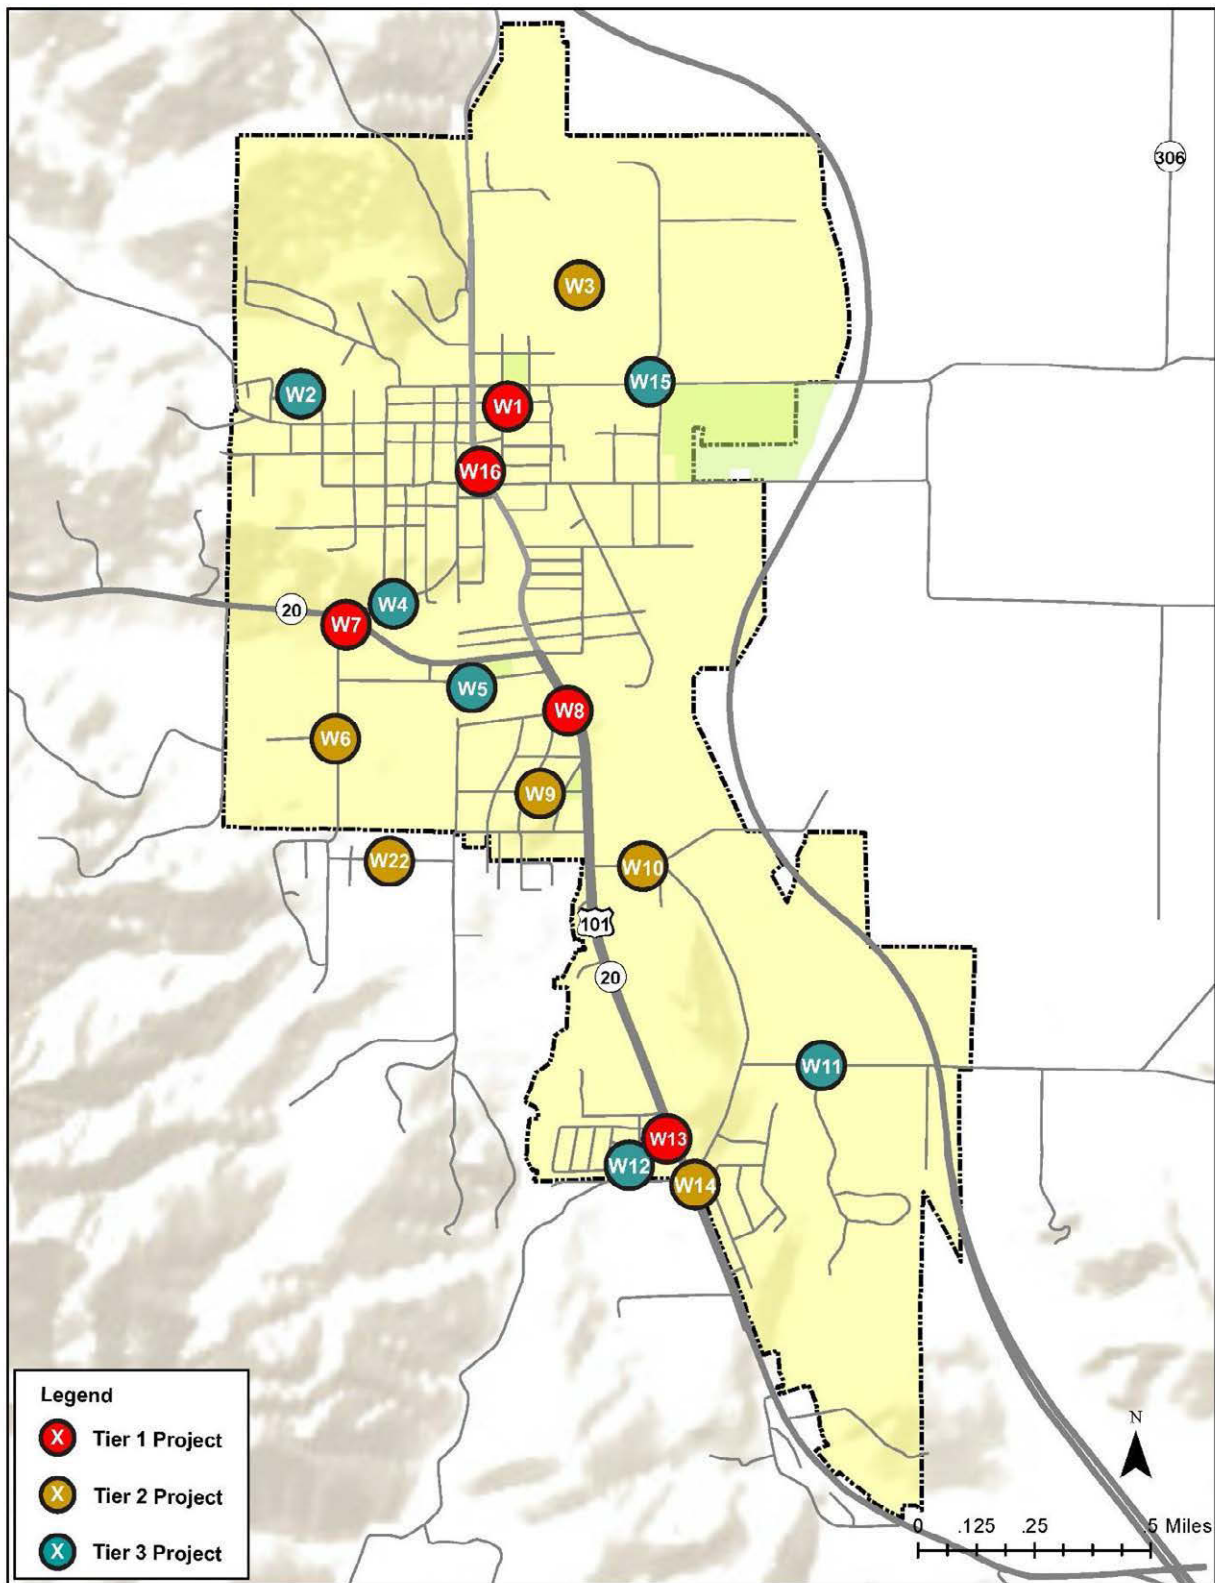 306
W3
W2
W15
W1
W16
20
W4
W7
W5
W8
W6
W9
W22
W10
101
20
W11
W13
W12
W14
Legend
X Tier 1 Project
X Tier 2 Project
X Tier 3 Project
N
0 .125 .25 .5 Miles